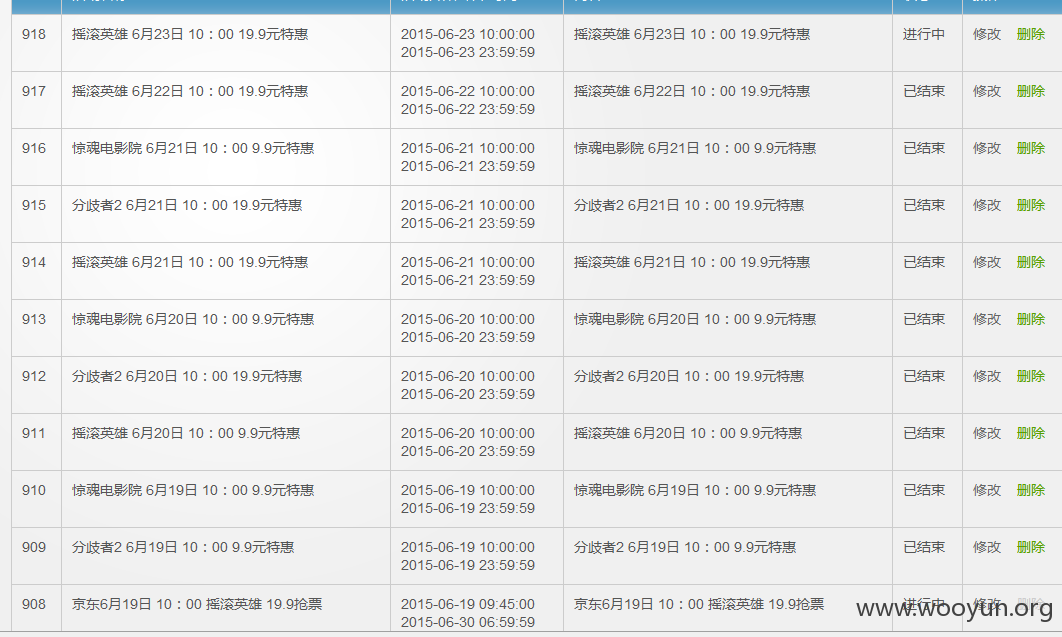 918 摇滚英雄 6月23日 10：00 19.9元特惠 2015-06-23 10:00:00 摇滚英雄 6月23日 10：00 19.9元特惠 进行中 修改 删除
2015-06-23 23:59:59
917 摇滚英雄 6月22日 10：00 19.9元特惠 2015-06-22 10:00:00 摇滚英雄 6月22日 10：00 19.9元特惠 已结束 修改 删除
2015-06-22 23:59:59
916 惊魂电影院 6月21日 10：00 9.9元特惠 2015-06-21 10:00:00 惊魂电影院 6月21日 10：00 9.9元特惠 已结束 修改 删除
2015-06-21 23:59:59
915 分歧者2 6月21日 10：00 19.9元特惠 2015-06-21 10:00:00 分歧者2 6月21日 10：00 19.9元特惠 已结束 修改 删除
2015-06-21 23:59:59
914 摇滚英雄 6月21日 10：00 19.9元特惠 2015-06-21 10:00:00 摇滚英雄 6月21日 10：00 19.9元特惠 已结束 修改 删除
2015-06-21 23:59:59
913 惊魂电影院 6月20日 10：00 9.9元特惠 2015-06-20 10:00:00 惊魂电影院 6月20日 10：00 9.9元特惠 已结束 修改 删除
2015-06-20 23:59:59
912 分歧者2 6月20日 10：00 19.9元特惠 2015-06-20 10:00:00 分歧者2 6月20日 10：00 19.9元特惠 已结束 修改 删除
2015-06-20 23:59:59
911 摇滚英雄 6月20日 10：00 9.9元特惠 2015-06-20 10:00:00 摇滚英雄 6月20日 10：00 9.9元特惠 已结束 修改 删除
2015-06-20 23:59:59
910 惊魂电影院 6月19日 10：00 9.9元特惠 2015-06-19 10:00:00 惊魂电影院 6月19日 10：00 9.9元特惠 已结束 修改 删除
2015-06-19 23:59:59
909 分歧者2 6月19日 10：00 9.9元特惠 2015-06-19 10:00:00 分歧者2 6月19日 10：00 9.9元特惠 已结束 修改 删除
2015-06-19 23:59:59
908 京东6月19日 10：00 摇滚英雄 19.9抢票 2015-06-19 09:45:00 京东6月19日 10：00 摇滚英雄 19.9抢票 进行中 修改 删除
www.wooyun.org
2015-06-30 06:59:59